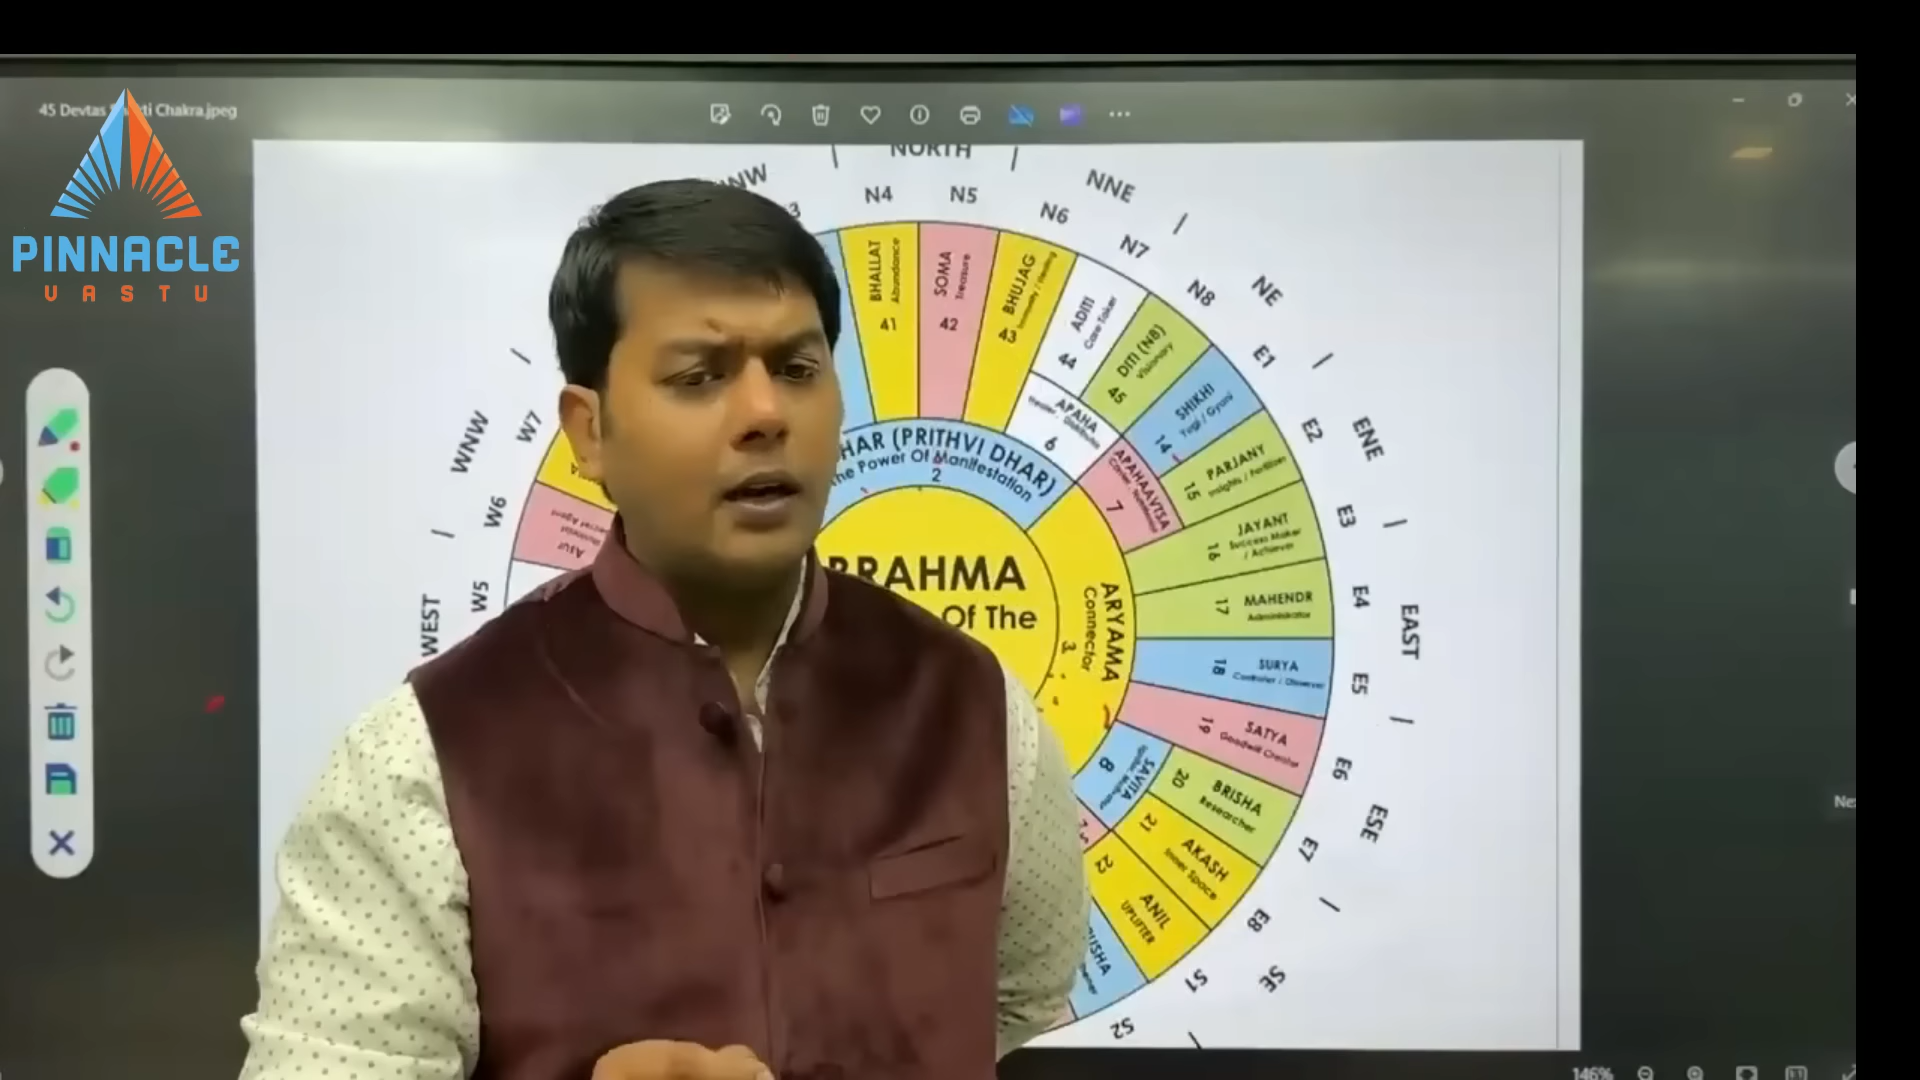 45 Devtas
ti Chakra.jpeg
PINNACLE
VASTU
NORTH
NNE
NE
ENE
EAST
ESE
SE
WNW
WEST
N4
N5
N6
N7
N8
E1
E2
E3
E4
E5
E6
E7
E8
S1
S2
W7
W6
W5
BHALLAT
Abundance
41
SOMA
Treasure
42
BHUJAG
43
ADITI
Care Taker
44
DITI (N8)
Visionary
45
SHIKHI
Yogi / Gyani
14
PARJANY
15
JAYANT
Success Maker
/ Achiever
16
MAHENDR
Administrator
17
SURYA
Controller / Observer
18
SATYA
Goodwill Creator
19
BRISHA
Researcher
20
AKASH
Inner Space
21
ANIL
UPLIFTER
22
USHA
APAHA
6
APAHAAVTSA
7
SAVITA
8
HAR (PRITHVI DHAR)
The Power Of Manifestation
2
ARYAMA
Connector
3
BRAHMA
Of The
Asur
Secret Agent
146%